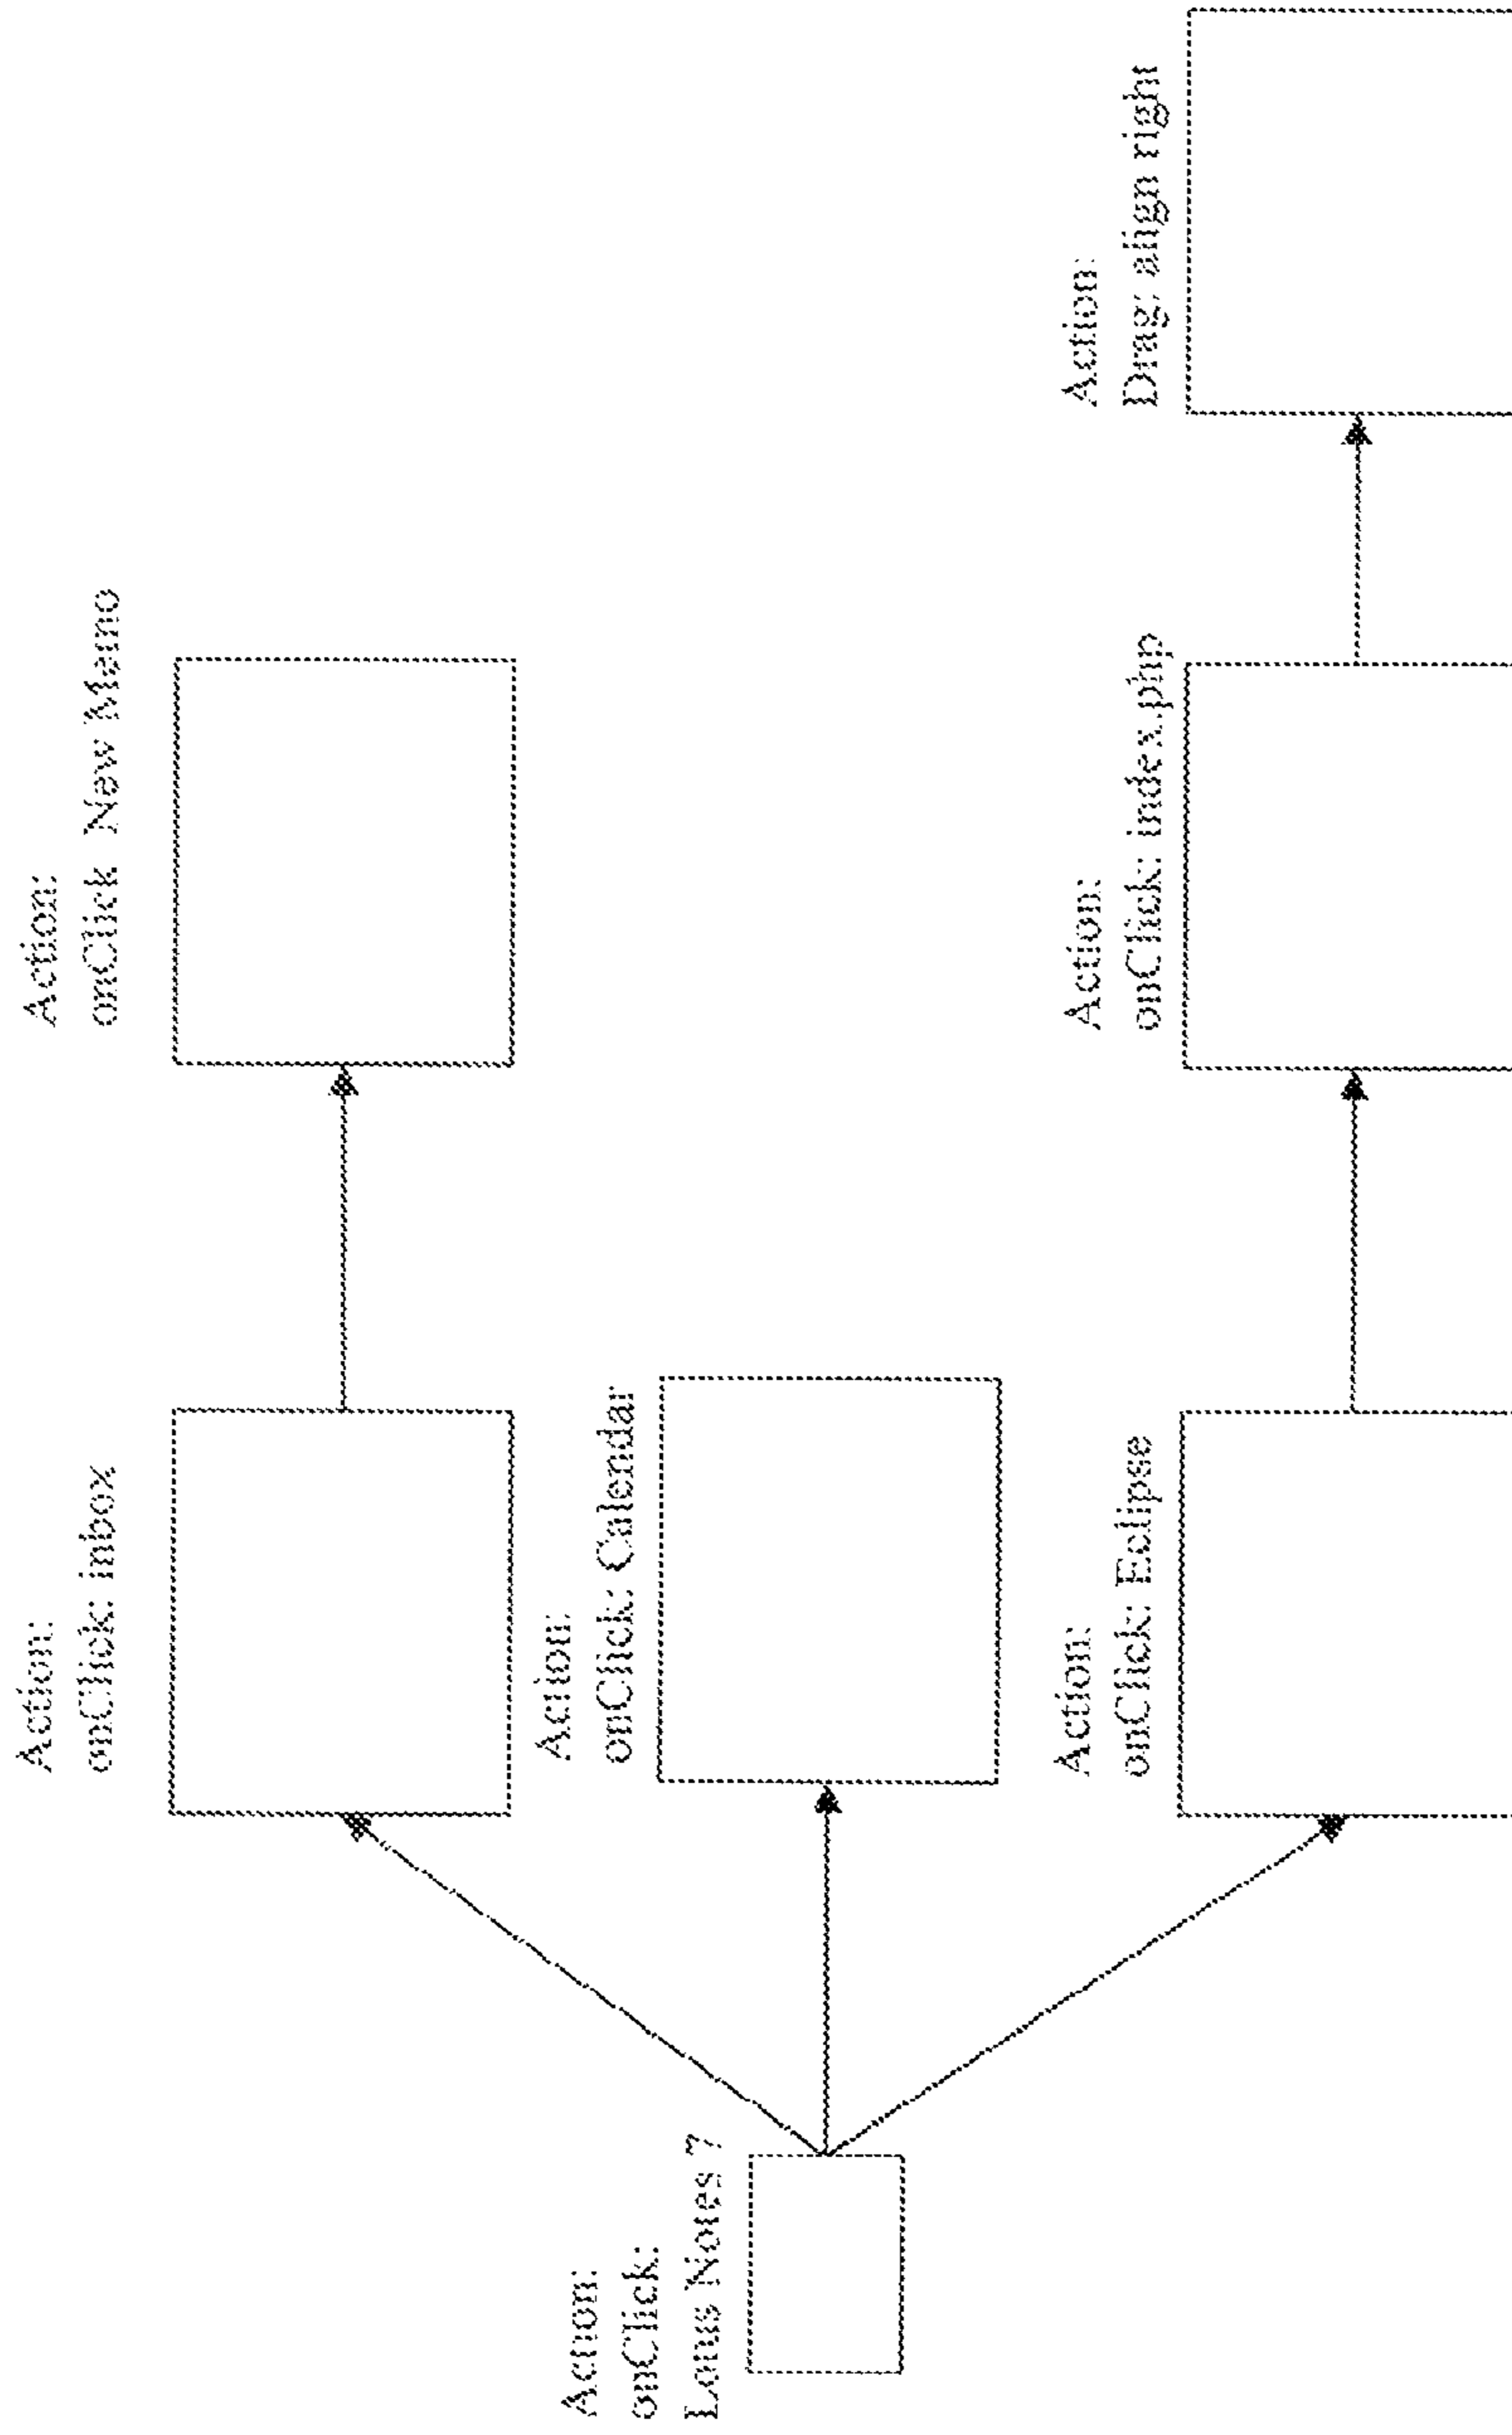 Action:
onClick: inbox
Action:
onClick New Memo
Action:
onClick:
Lotus Notes 7
Action:
onClick: Calendar
Action:
onClick: Eclipse
Action:
onClick: index.php
Action:
Drag: align right